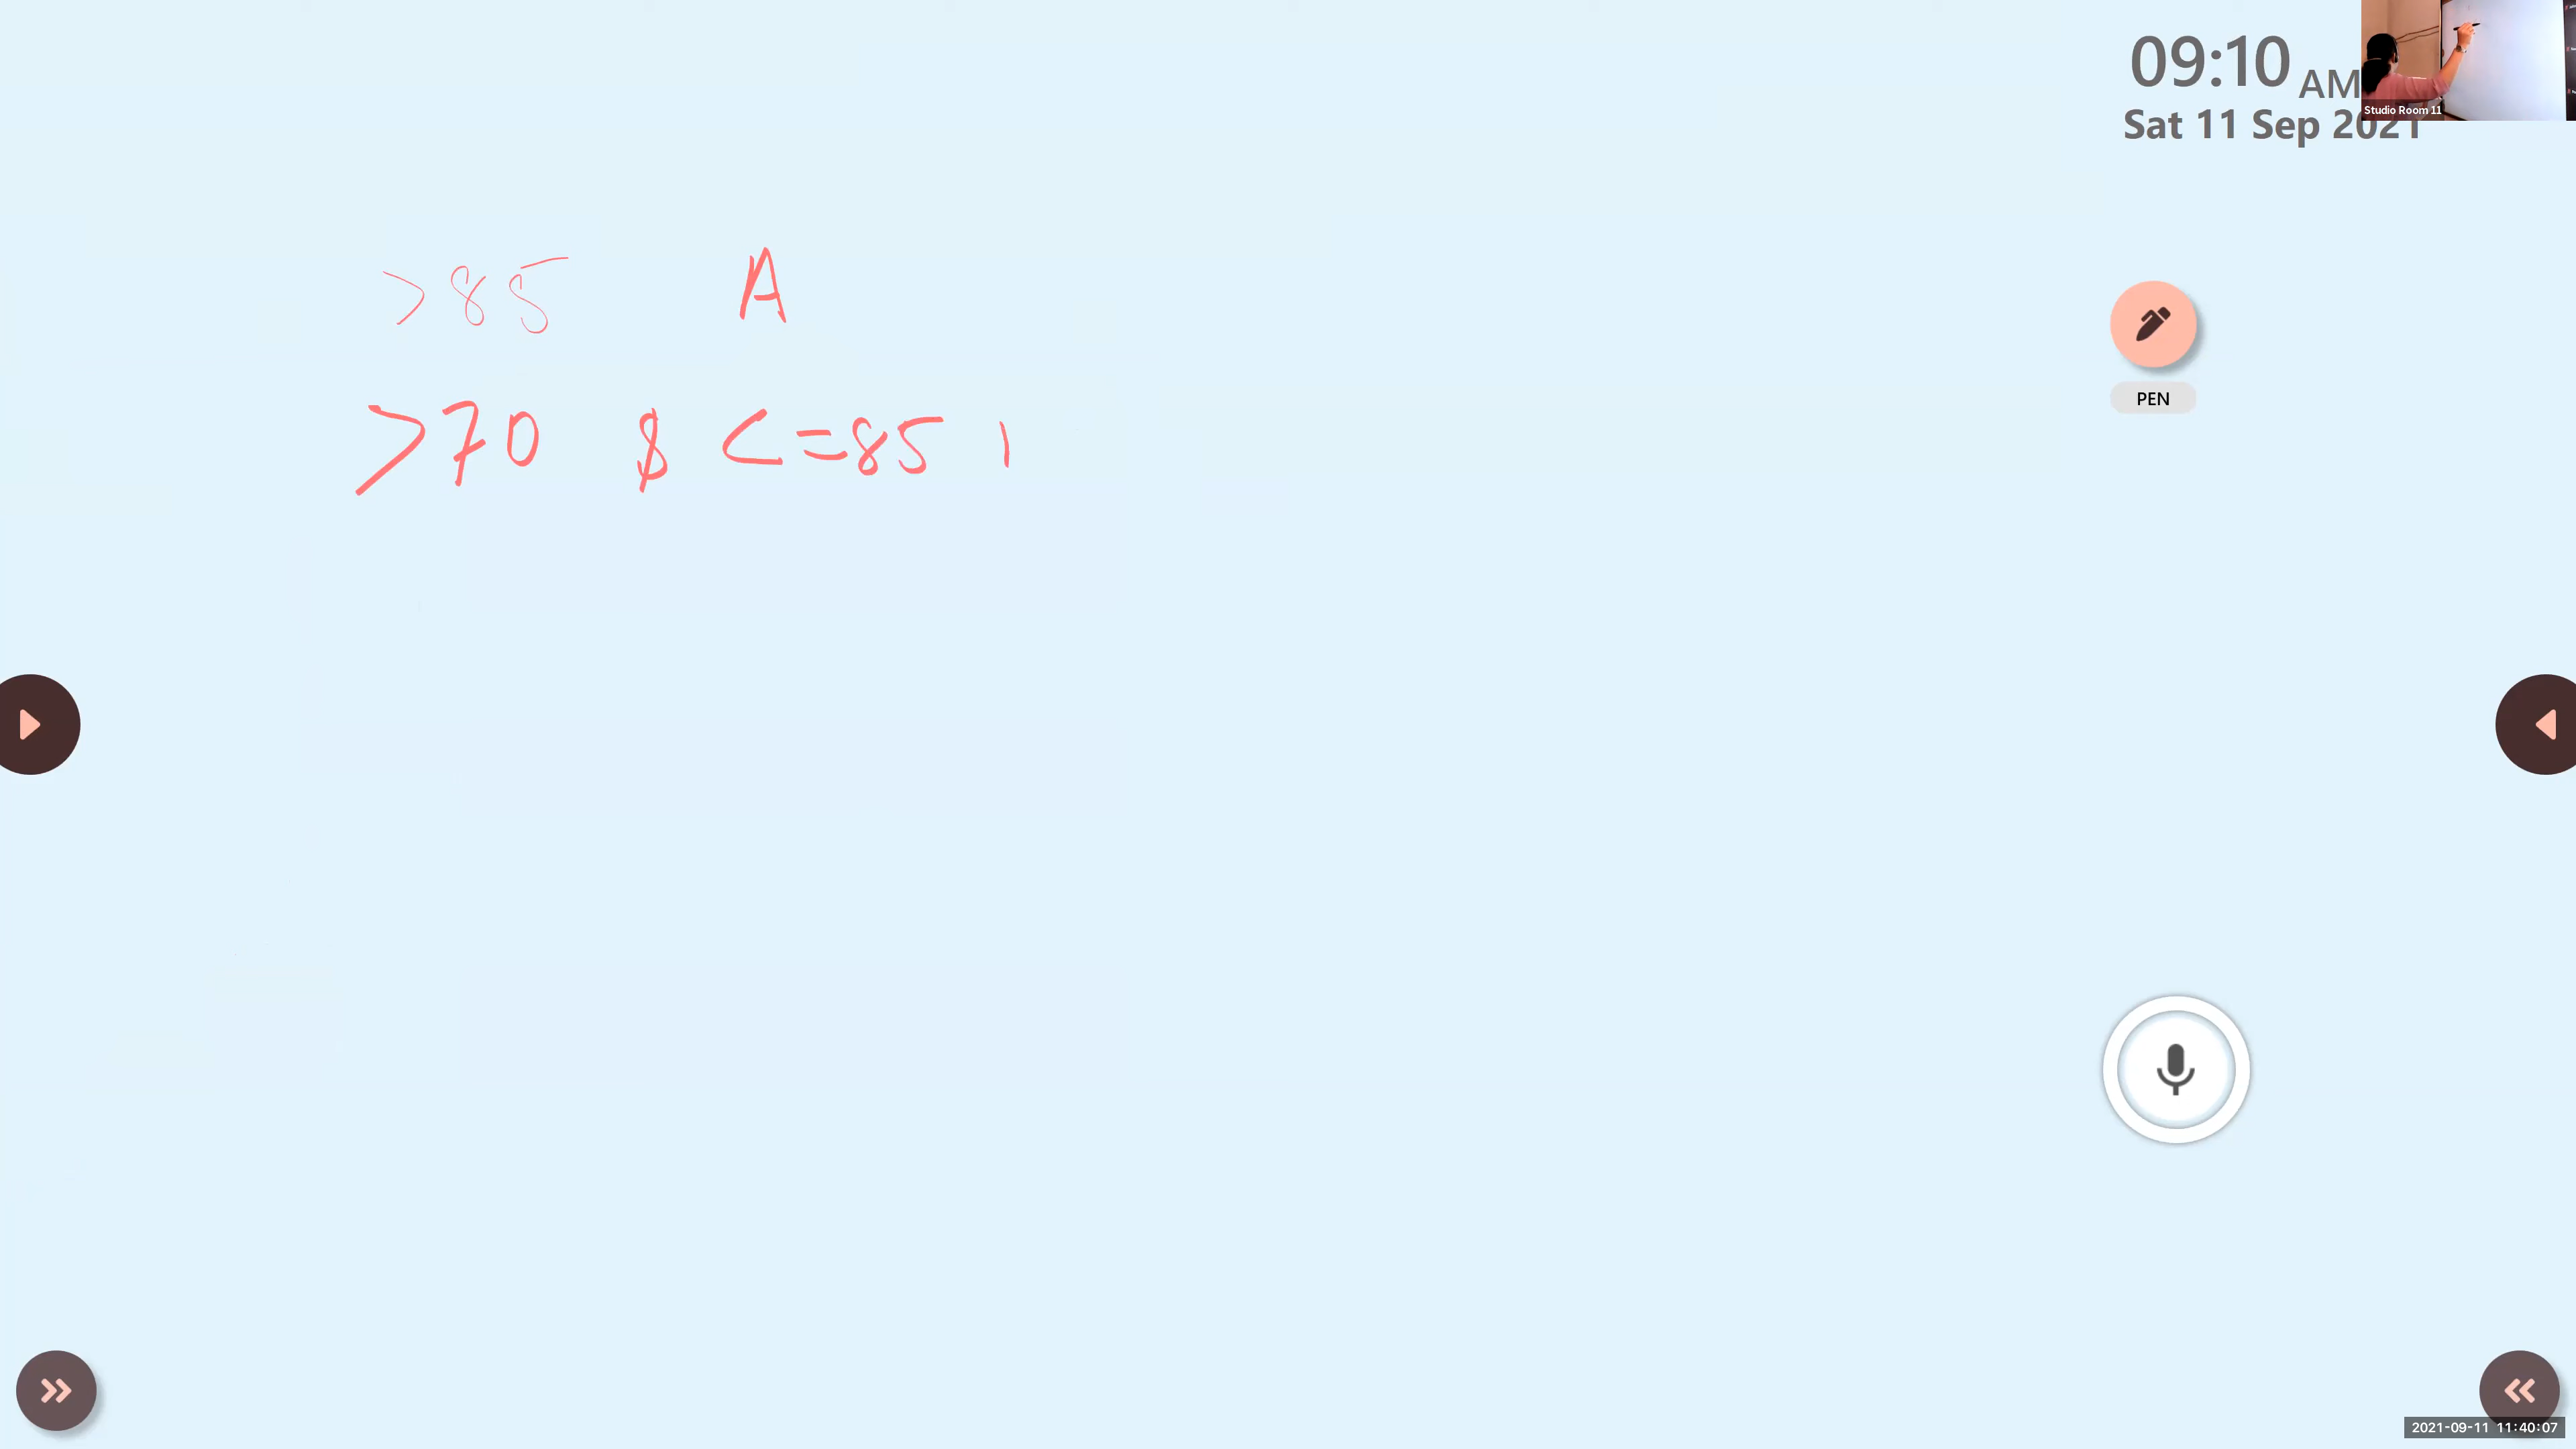 09:10 AM
Studio Room 11
Sat 11 Sep 2021
>85 A
>70 & <=85
PEN
2021-09-11 11:40:07